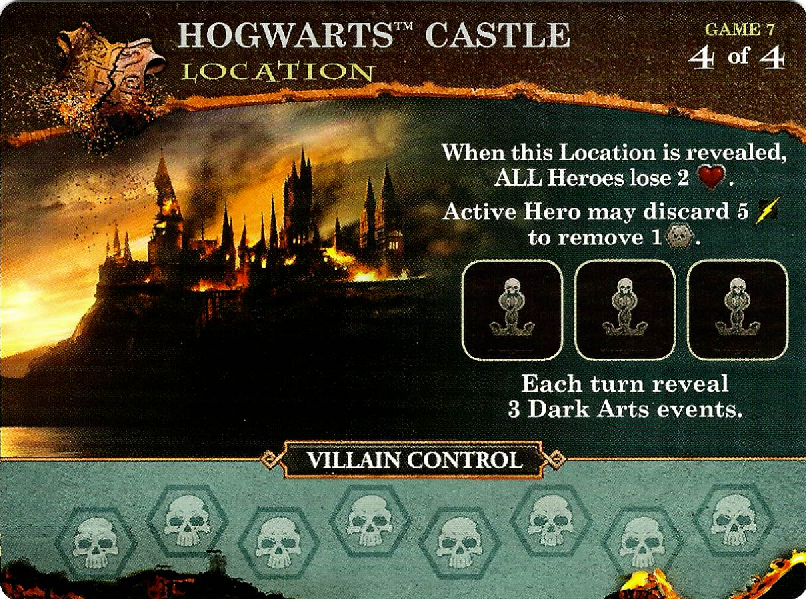 HOGWARTS™ CASTLE
LOCATION
GAME 7
4 of 4
When this Location is revealed,
ALL Heroes lose 2 .
Active Hero may discard 5
to remove 1 .
Each turn reveal
3 Dark Arts events.
VILLAIN CONTROL